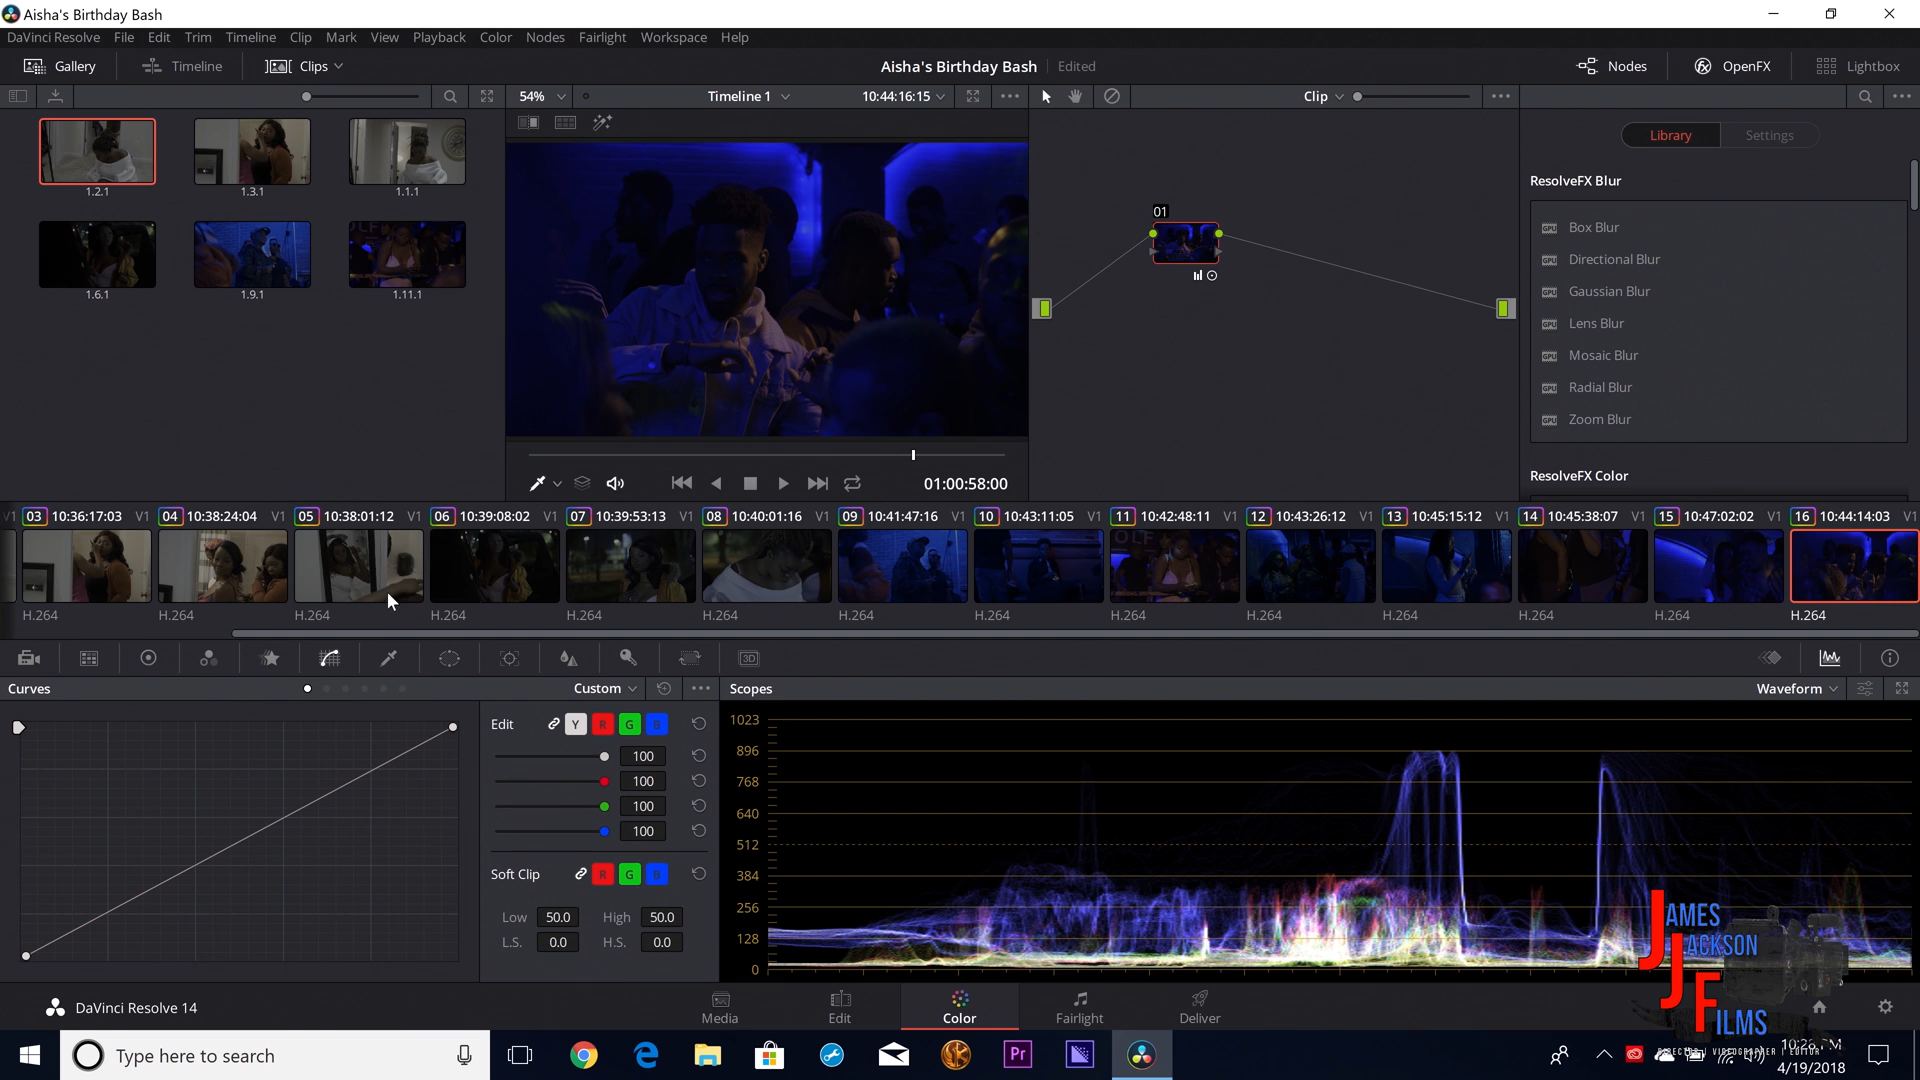 Aisha's Birthday Bash
DaVinci Resolve File Edit Trim Timeline Clip Mark View Playback Color Nodes Fairlight Workspace Help
Gallery Timeline Clips Aisha's Birthday Bash Edited Nodes OpenFX Lightbox
54% Timeline 1 10:44:16:15 Clip
Library Settings
1.2.1 1.3.1 1.1.1
1.6.1 1.9.1 1.11.1
01
ResolveFX Blur
Box Blur
Directional Blur
Gaussian Blur
Lens Blur
Mosaic Blur
Radial Blur
Zoom Blur
ResolveFX Color
01:00:58:00
V1 03 10:36:17:03 V1 04 10:38:24:04 V1 05 10:38:01:12 V1 06 10:39:08:02 V1 07 10:39:53:13 V1 08 10:40:01:16 V1 09 10:41:47:16 V1 10 10:43:11:05 V1 11 10:42:48:11 V1 12 10:43:26:12 V1 13 10:45:15:12 V1 14 10:45:38:07 V1 15 10:47:02:02 V1 16 10:44:14:03 V1
H.264 H.264 H.264 H.264 H.264 H.264 H.264 H.264 H.264 H.264 H.264 H.264 H.264 H.264
3D
Curves Custom Scopes Waveform
Edit Y R G B
100
100
100
100
Soft Clip R G B
Low 50.0 High 50.0
L.S. 0.0 H.S. 0.0
1023
896
768
640
512
384
256
128
0
JAMES
JACKSON
FILMS
DIRECTOR | VIDEOGRAPHER | EDITOR
DaVinci Resolve 14
Media Edit Color Fairlight Deliver
Type here to search
Pr
10:28 PM
4/19/2018